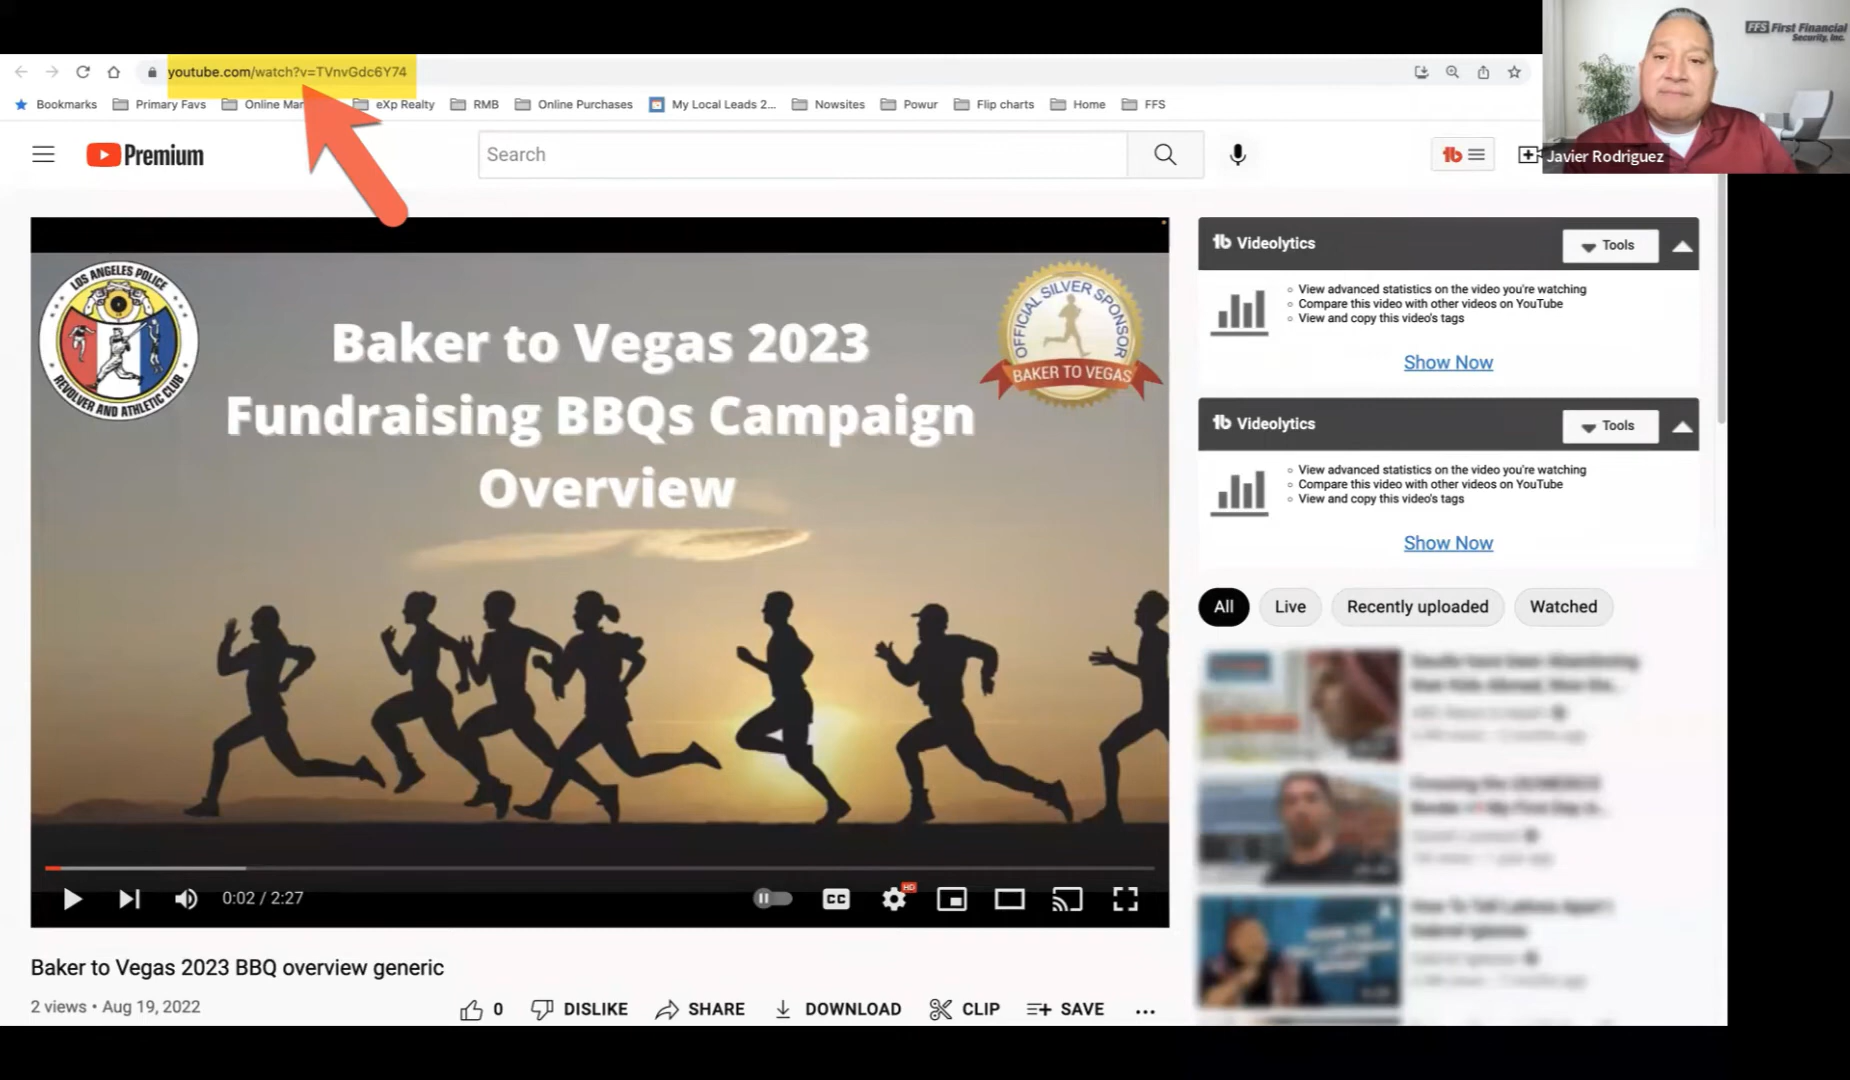 FFS First Financial
Security, Inc.
youtube.com/watch?v=TVnvGdc6Y74
Bookmarks Primary Favs Online Mar eXp Realty RMB Online Purchases My Local Leads 2... Nowsites Powur Flip charts Home FFS
Premium
Search
Javier Rodriguez
LOS ANGELES POLICE
REVOLVER AND ATHLETIC CLUB
OFFICIAL SILVER SPONSOR
BAKER TO VEGAS
Baker to Vegas 2023
Fundraising BBQs Campaign
Overview
0:02 / 2:27
CC
HD
Baker to Vegas 2023 BBQ overview generic
2 views • Aug 19, 2022
0 DISLIKE SHARE DOWNLOAD CLIP SAVE ...
Videolytics Tools
View advanced statistics on the video you're watching
Compare this video with other videos on YouTube
View and copy this video's tags
Show Now
Videolytics Tools
View advanced statistics on the video you're watching
Compare this video with other videos on YouTube
View and copy this video's tags
Show Now
All Live Recently uploaded Watched